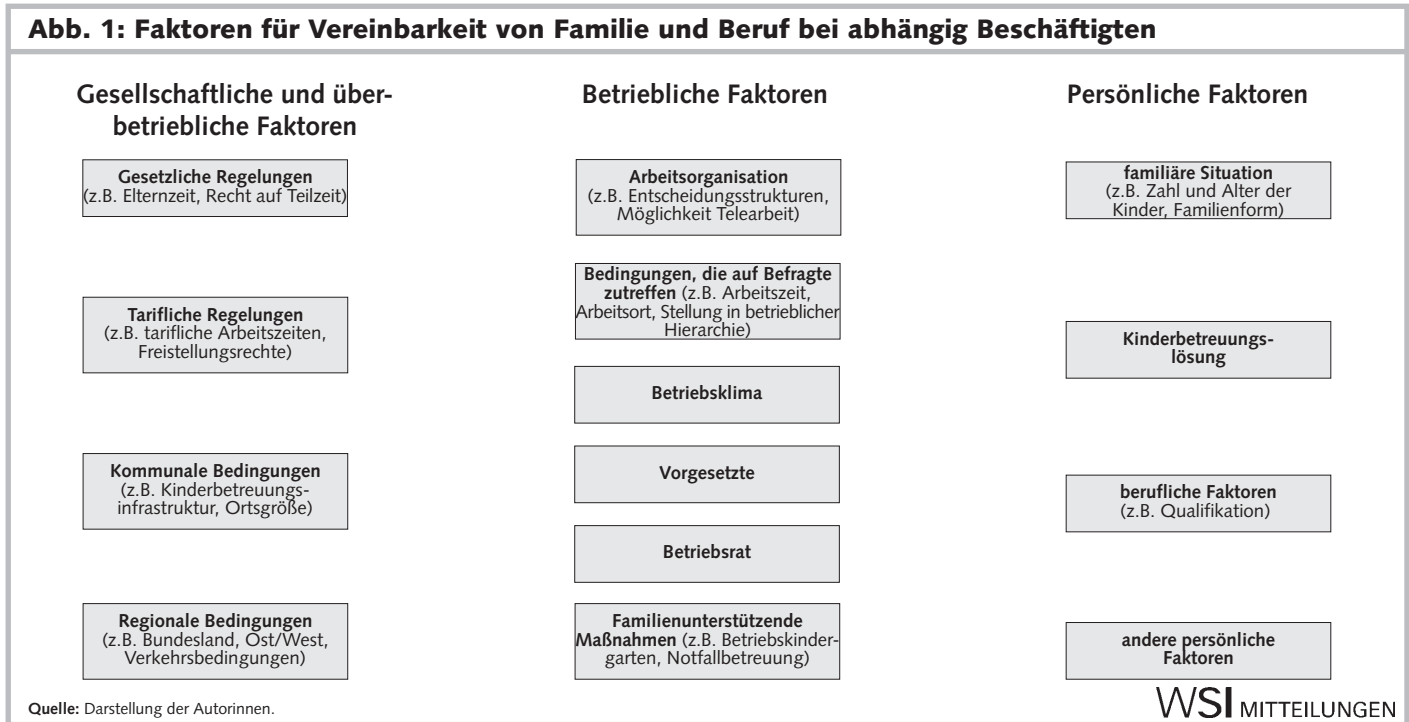 Abb. 1: Faktoren für Vereinbarkeit von Familie und Beruf bei abhängig Beschäftigten
Gesellschaftliche und über-
betriebliche Faktoren
Gesetzliche Regelungen
(z.B. Elternzeit, Recht auf Teilzeit)
Tarifliche Regelungen
(z.B. tarifliche Arbeitszeiten,
Freistellungsrechte)
Kommunale Bedingungen
(z.B. Kinderbetreuungs-
infrastruktur, Ortsgröße)
Regionale Bedingungen
(z.B. Bundesland, Ost/West,
Verkehrsbedingungen)
Betriebliche Faktoren
Arbeitsorganisation
(z.B. Entscheidungsstrukturen,
Möglichkeit Telearbeit)
Bedingungen, die auf Befragte
zutreffen (z.B. Arbeitszeit,
Arbeitsort, Stellung in betrieblicher
Hierarchie)
Betriebsklima
Vorgesetzte
Betriebsrat
Familienunterstützende
Maßnahmen (z.B. Betriebskinder-
garten, Notfallbetreuung)
Persönliche Faktoren
familiäre Situation
(z.B. Zahl und Alter der
Kinder, Familienform)
Kinderbetreuungs-
lösung
berufliche Faktoren
(z.B. Qualifikation)
andere persönliche
Faktoren
Quelle: Darstellung der Autorinnen.
WSI MITTEILUNGEN